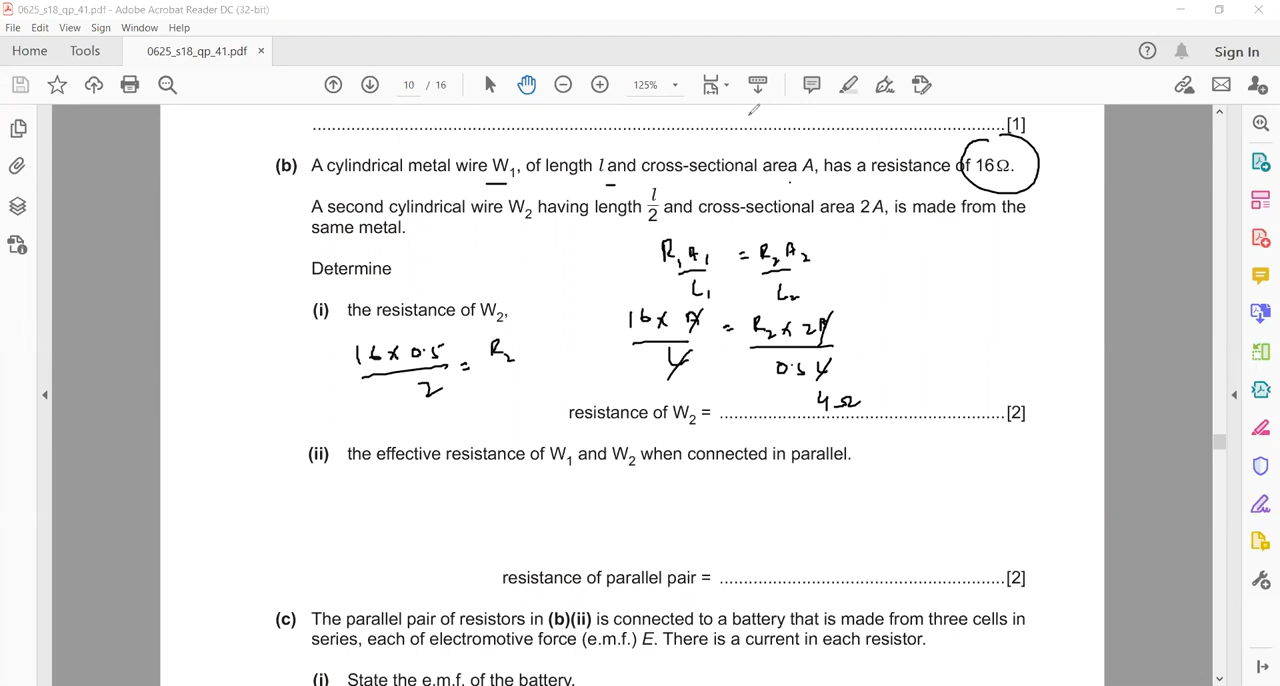 0625_s18_qp_41.pdf - Adobe Acrobat Reader DC (32-bit)
File Edit View Sign Window Help
Home Tools 0625_s18_qp_41.pdf × Sign In
10 / 16 125%
[1]
(b) A cylindrical metal wire W₁, of length l and cross-sectional area A, has a resistance of 16 Ω.
A second cylindrical wire W₂ having length l/2 and cross-sectional area 2A, is made from the
same metal.
R₁A₁/L₁ = R₂A₂/L₂
Determine
(i) the resistance of W₂,
16 × A/L = R₂ × 2A/0.5L
16 × 0.5/2 = R₂
4Ω
resistance of W₂ = ........................................................... [2]
(ii) the effective resistance of W₁ and W₂ when connected in parallel.
resistance of parallel pair = ........................................................... [2]
(c) The parallel pair of resistors in (b)(ii) is connected to a battery that is made from three cells in
series, each of electromotive force (e.m.f.) E. There is a current in each resistor.
(i) State the e.m.f. of the battery.